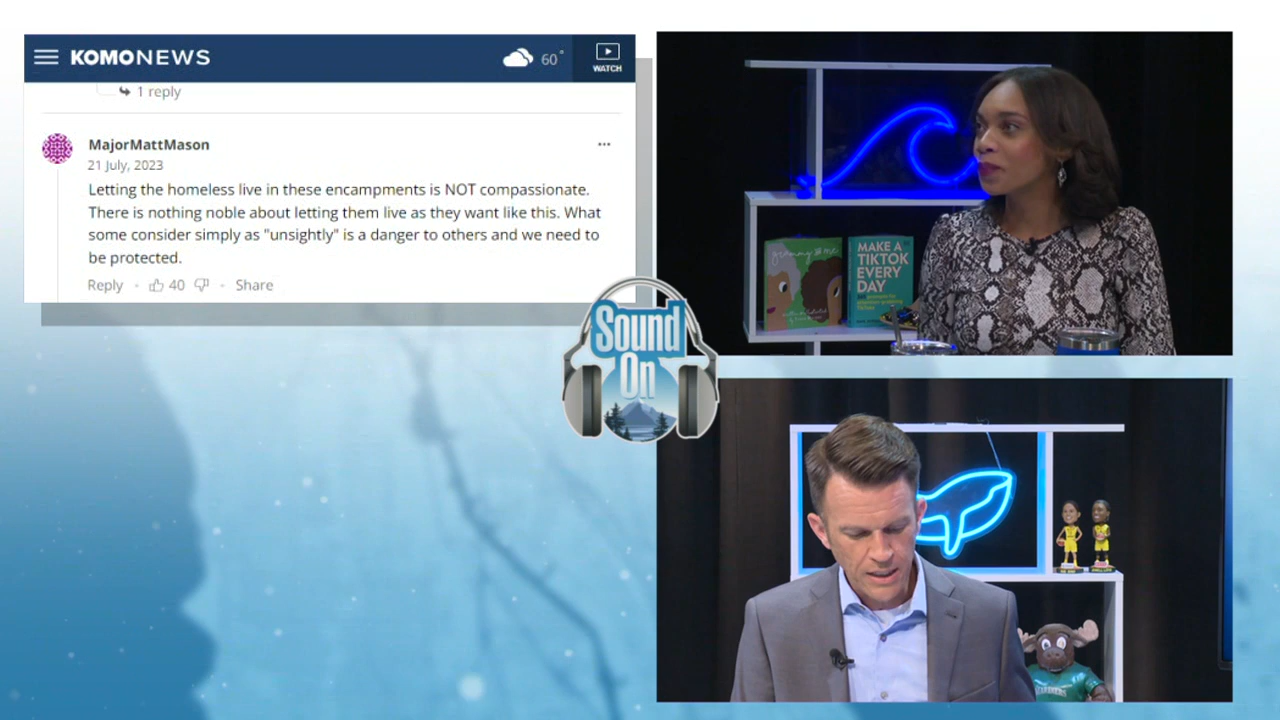 KOMONEWS
60°
WATCH
1 reply
MajorMattMason
21 July, 2023
Letting the homeless live in these encampments is NOT compassionate.
There is nothing noble about letting them live as they want like this. What
some consider simply as "unsightly" is a danger to others and we need to
be protected.
Reply
40
Share
Sound
On
grammy and me
MAKE A
TIKTOK
EVERY
DAY